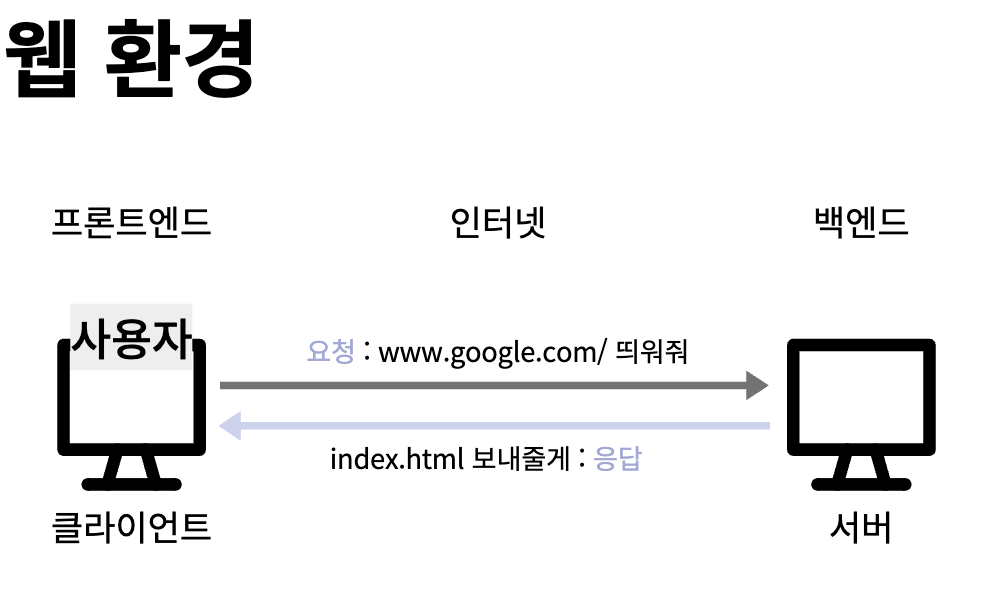 웹 환경
프론트엔드
인터넷
백엔드
사용자
요청 : www.google.com/ 띄워줘
index.html 보내줄게 : 응답
클라이언트
서버